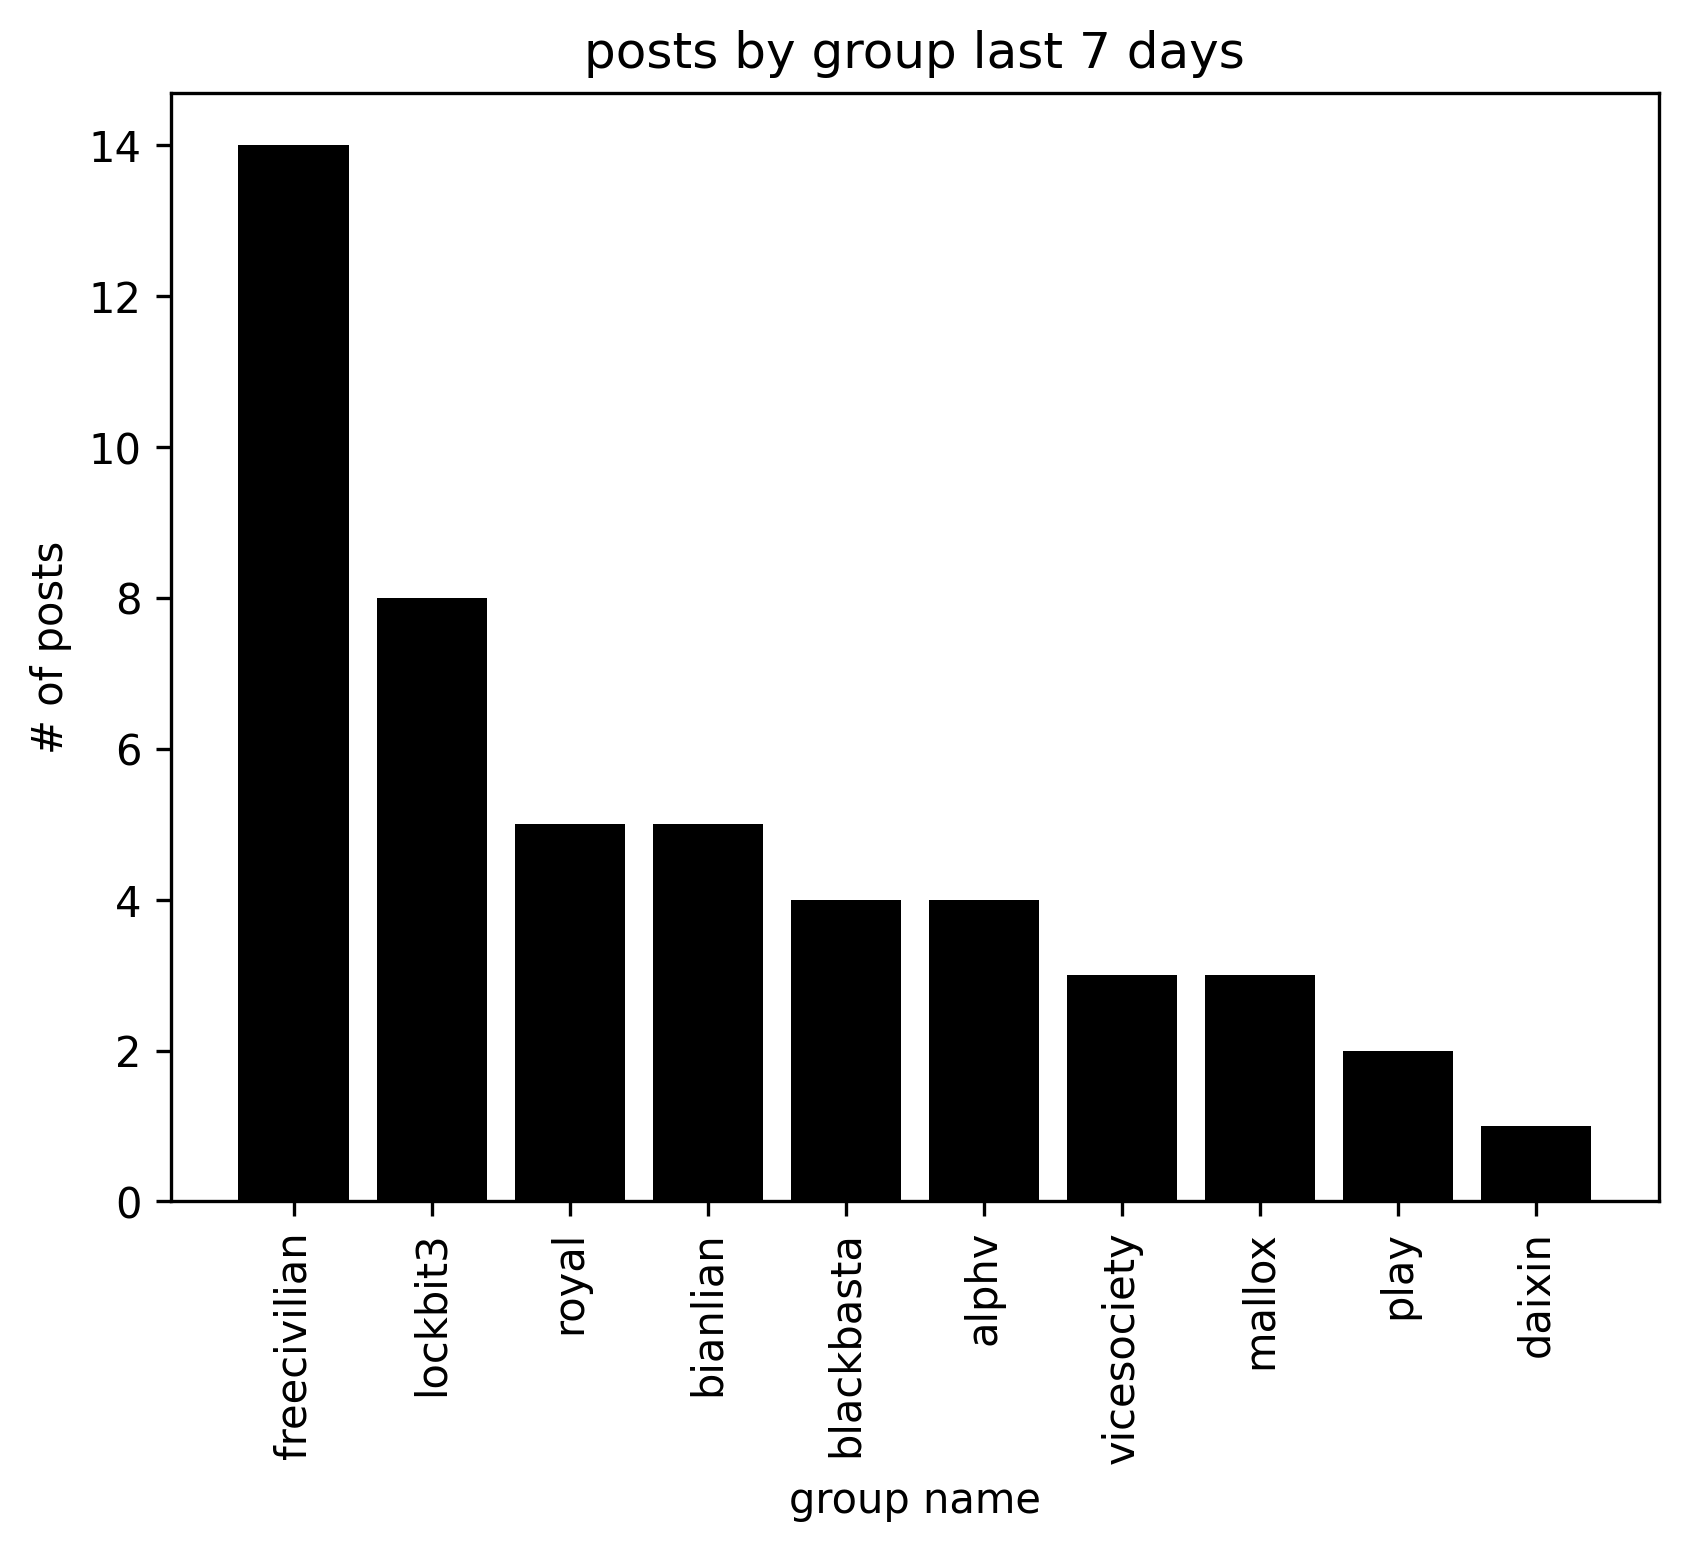 posts by group last 7 days
14
12
10
8
6
4
2
0
# of posts
freecivilian
lockbit3
royal
bianlian
blackbasta
alphv
vicesociety
mallox
play
daixin
group name